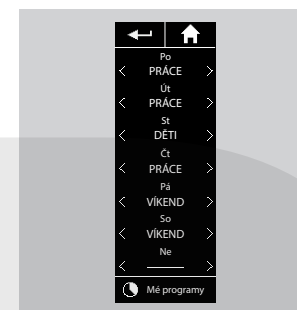 Po
PRÁCE
Út
PRÁCE
St
DĚTI
Čt
PRÁCE
Pá
VÍKEND
So
VÍKEND
Ne
Mé programy